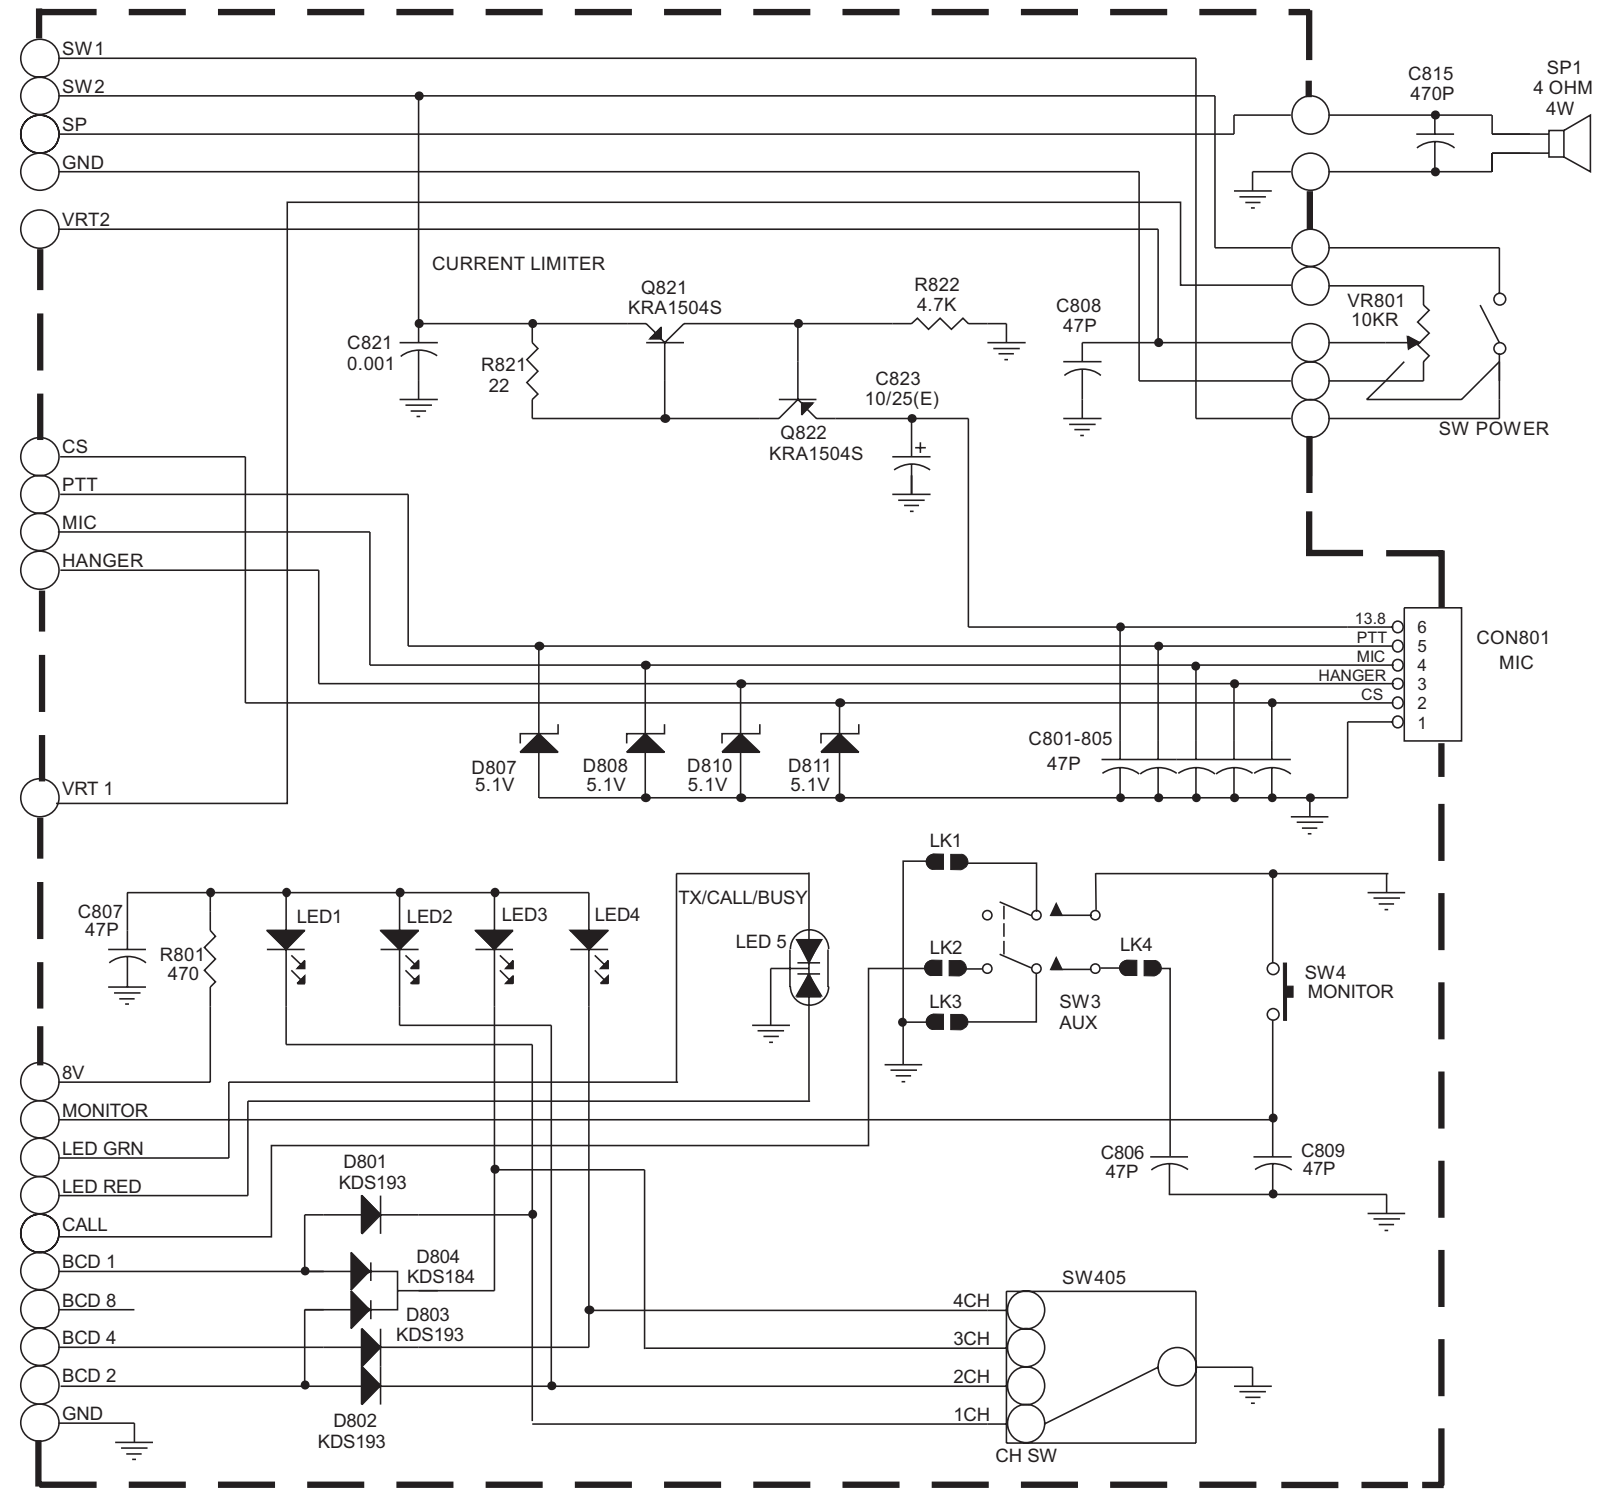 SW1
SW2
SP
GND
VRT2
C815
470P
SP1
4 OHM
4W
CURRENT LIMITER
Q821
KRA1504S
R822
4.7K
C821
0.001
R821
22
C823
10/25(E)
Q822
KRA1504S
C808
47P
VR801
10KR
SW POWER
CS
PTT
MIC
HANGER
13.8
PTT
MIC
HANGER
CS
6
5
4
3
2
1
CON801
MIC
D807
5.1V
D808
5.1V
D810
5.1V
D811
5.1V
C801-805
47P
VRT 1
C807
47P
R801
470
LED1
LED2
LED3
LED4
TX/CALL/BUSY
LED 5
LK1
LK2
LK3
LK4
SW3
AUX
SW4
MONITOR
8V
MONITOR
LED GRN
LED RED
CALL
BCD 1
BCD 8
BCD 4
BCD 2
GND
D801
KDS193
D804
KDS184
D803
KDS193
D802
KDS193
C806
47P
C809
47P
SW405
4CH
3CH
2CH
1CH
CH SW
+